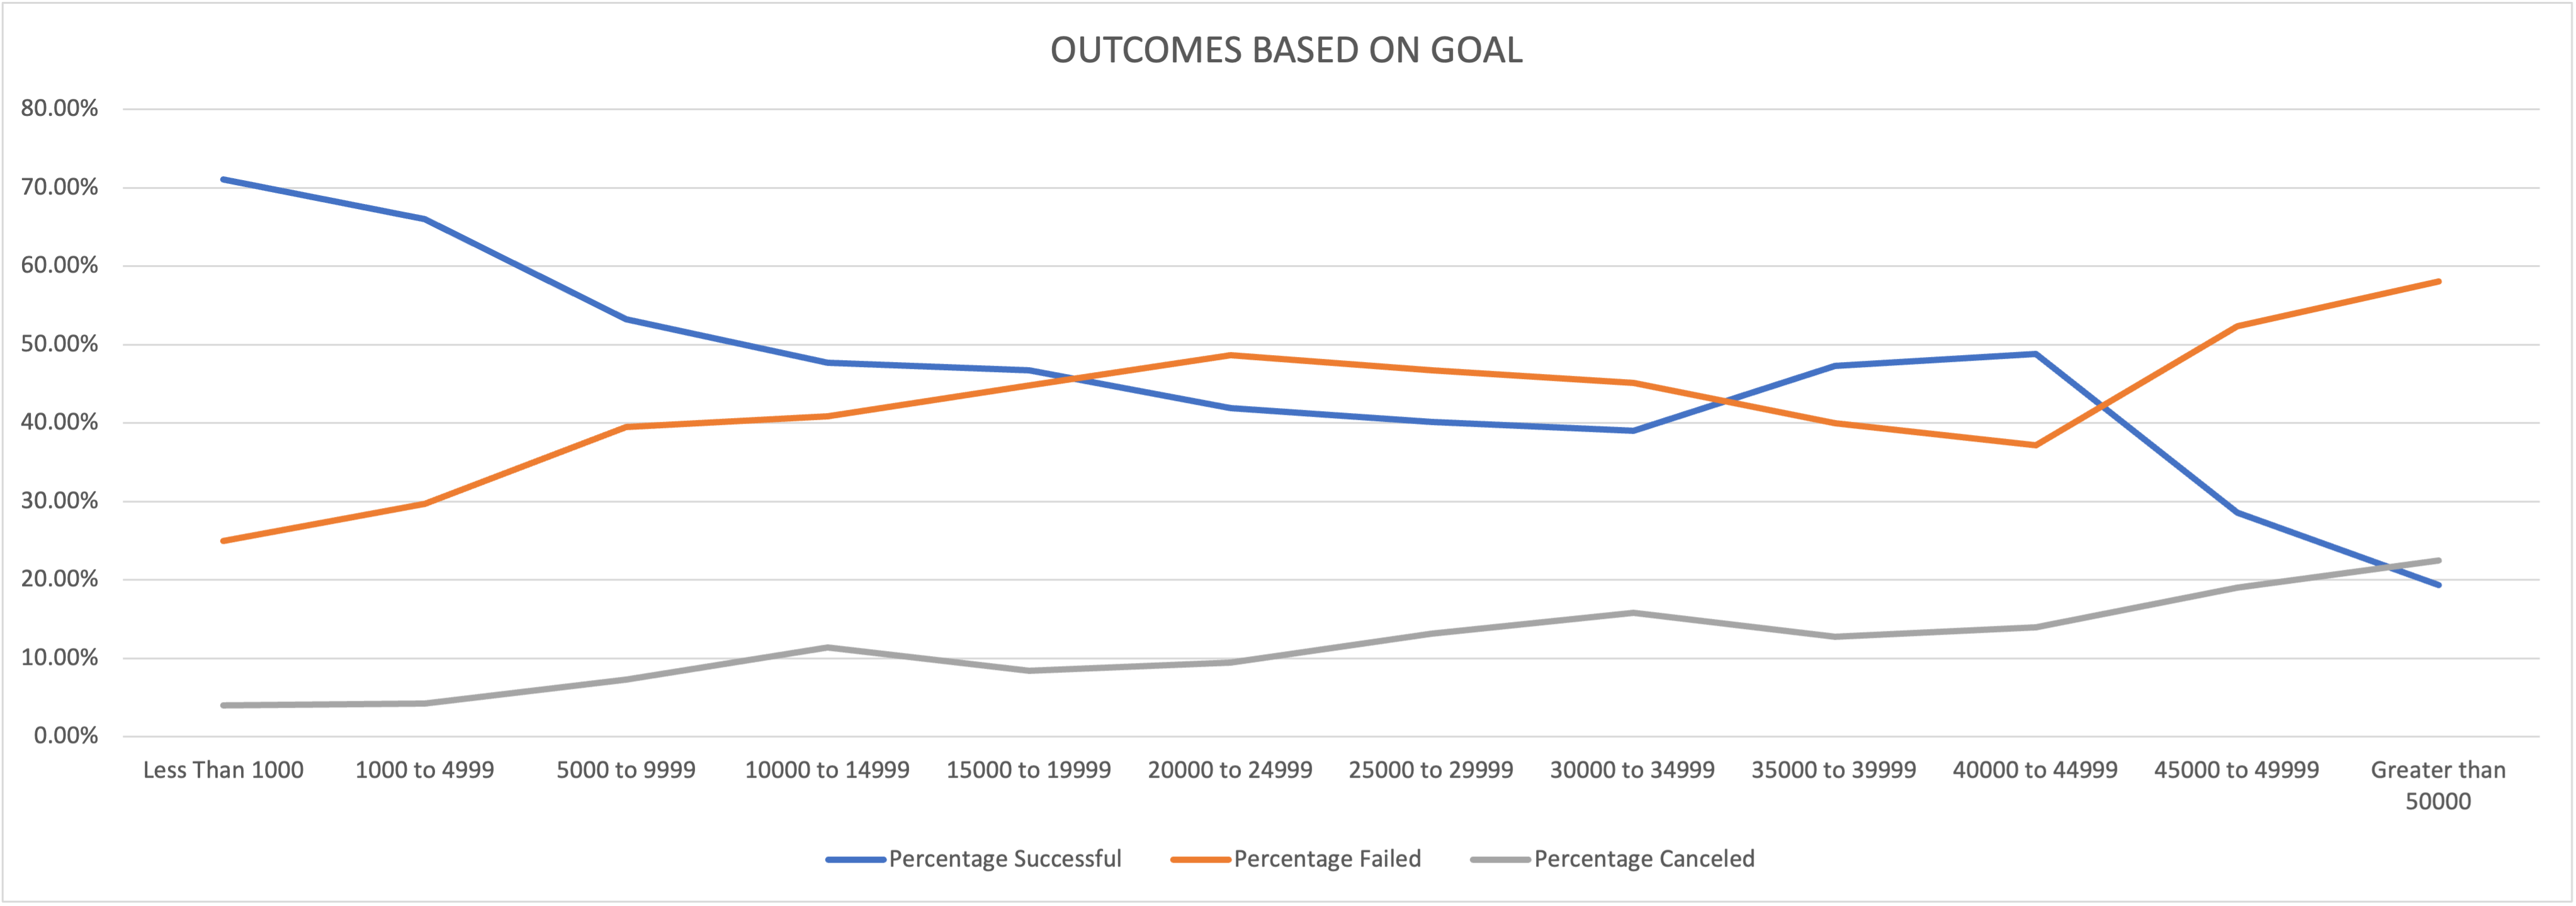 OUTCOMES BASED ON GOAL
80.00%
70.00%
60.00%
50.00%
40.00%
30.00%
20.00%
10.00%
0.00%
Less Than 1000
1000 to 4999
5000 to 9999
10000 to 14999
15000 to 19999
20000 to 24999
25000 to 29999
30000 to 34999
35000 to 39999
40000 to 44999
45000 to 49999
Greater than
50000
Percentage Successful
Percentage Failed
Percentage Canceled